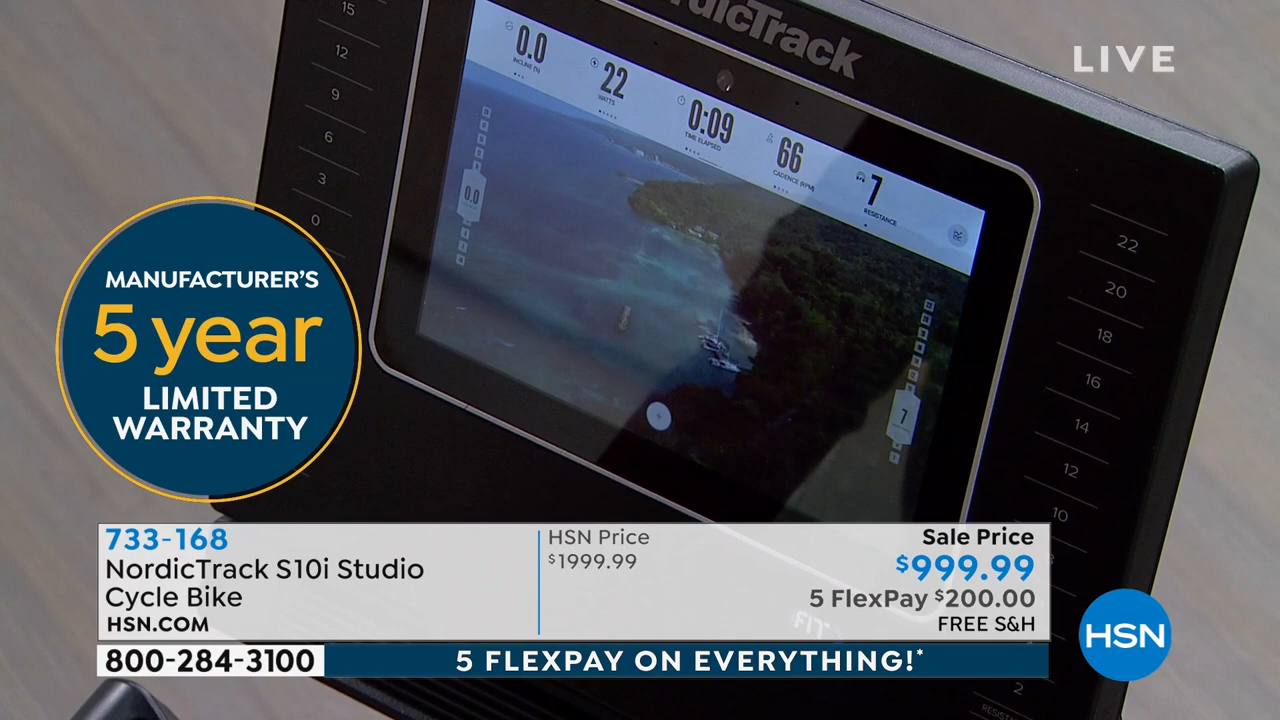 15
12
9
6
3
0
NordicTrack
LIVE
0.0
INCLINE (%)
22
WATTS
0:09
TIME ELAPSED
66
CADENCE (RPM)
7
RESISTANCE
0.0
7
22
20
18
16
14
12
10
2
MANUFACTURER'S
5 year
LIMITED
WARRANTY
733-168
NordicTrack S10i Studio
Cycle Bike
HSN.COM
HSN Price
$1999.99
Sale Price
$999.99
5 FlexPay $200.00
FREE S&H
HSN
800-284-3100
5 FLEXPAY ON EVERYTHING!*